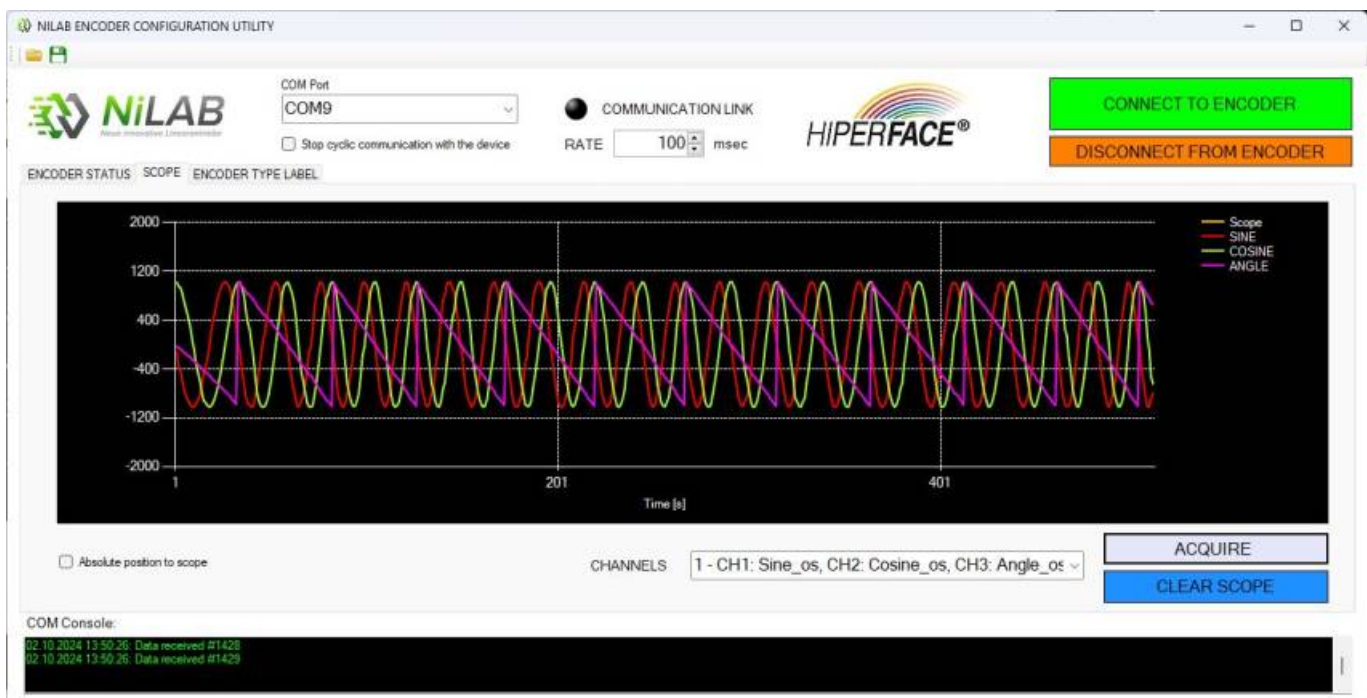 NILAB ENCODER CONFIGURATION UTILITY
NiLAB
COM Port
COM9
Stop cyclic communication with the device
COMMUNICATION LINK
RATE 100 msec
HIPERFACE®
CONNECT TO ENCODER
DISCONNECT FROM ENCODER
ENCODER STATUS SCOPE ENCODER TYPE LABEL
2000
1200
400
-400
-1200
-2000
1 201 401
Time [s]
Scope
SINE
COSINE
ANGLE
Absolute position to scope
CHANNELS 1 - CH1: Sine_os, CH2: Cosine_os, CH3: Angle_os
ACQUIRE
CLEAR SCOPE
COM Console:
02.10.2024 13:50:26: Data received #1428
02.10.2024 13:50:26: Data received #1429